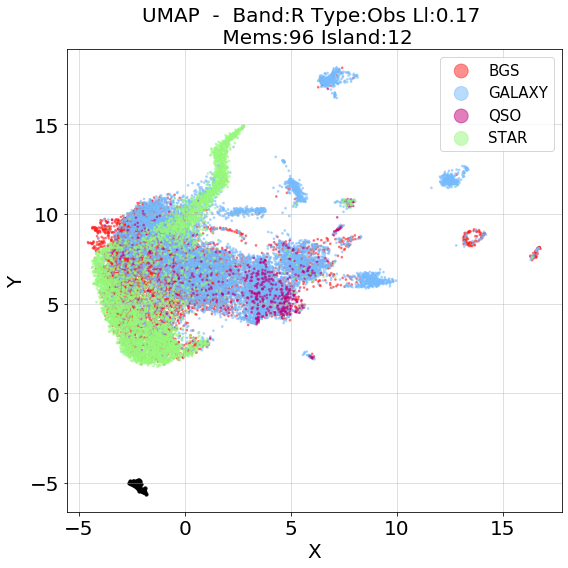 UMAP  -  Band:R Type:Obs Ll:0.17
Mems:96 Island:12
BGS
GALAXY
QSO
STAR
15
10
5
0
−5
Y
−5
0
5
10
15
X